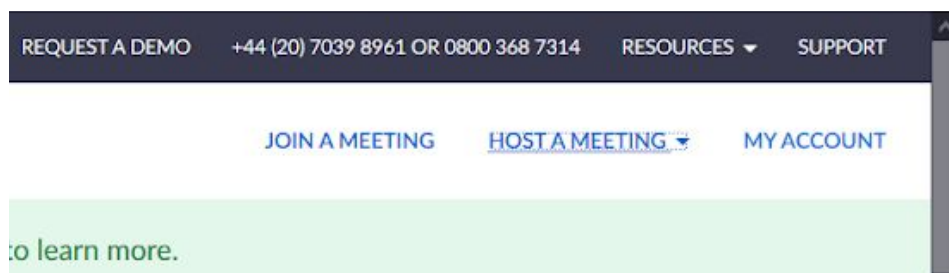 REQUEST A DEMO +44 (20) 7039 8961 OR 0800 368 7314 RESOURCES SUPPORT
JOIN A MEETING HOST A MEETING MY ACCOUNT
to learn more.